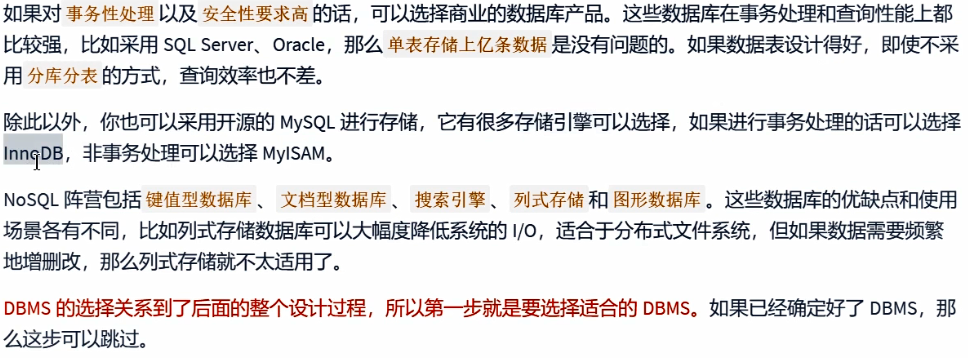 如果对 事务性处理 以及 安全性要求高 的话，可以选择商业的数据库产品。这些数据库在事务处理和查询性能上都
比较强，比如采用 SQL Server、Oracle，那么 单表存储上亿条数据 是没有问题的。如果数据表设计得好，即使不采
用 分库分表 的方式，查询效率也不差。
除此以外，你也可以采用开源的 MySQL 进行存储，它有很多存储引擎可以选择，如果进行事务处理的话可以选择
InnoDB，非事务处理可以选择 MyISAM。
NoSQL 阵营包括 键值型数据库 、 文档型数据库 、 搜索引擎 、 列式存储 和 图形数据库 。这些数据库的优缺点和使用
场景各有不同，比如列式存储数据库可以大幅度降低系统的 I/O，适合于分布式文件系统，但如果数据需要频繁
地增删改，那么列式存储就不太适用了。
DBMS 的选择关系到了后面的整个设计过程，所以第一步就是要选择适合的 DBMS。如果已经确定好了 DBMS，那
么这步可以跳过。